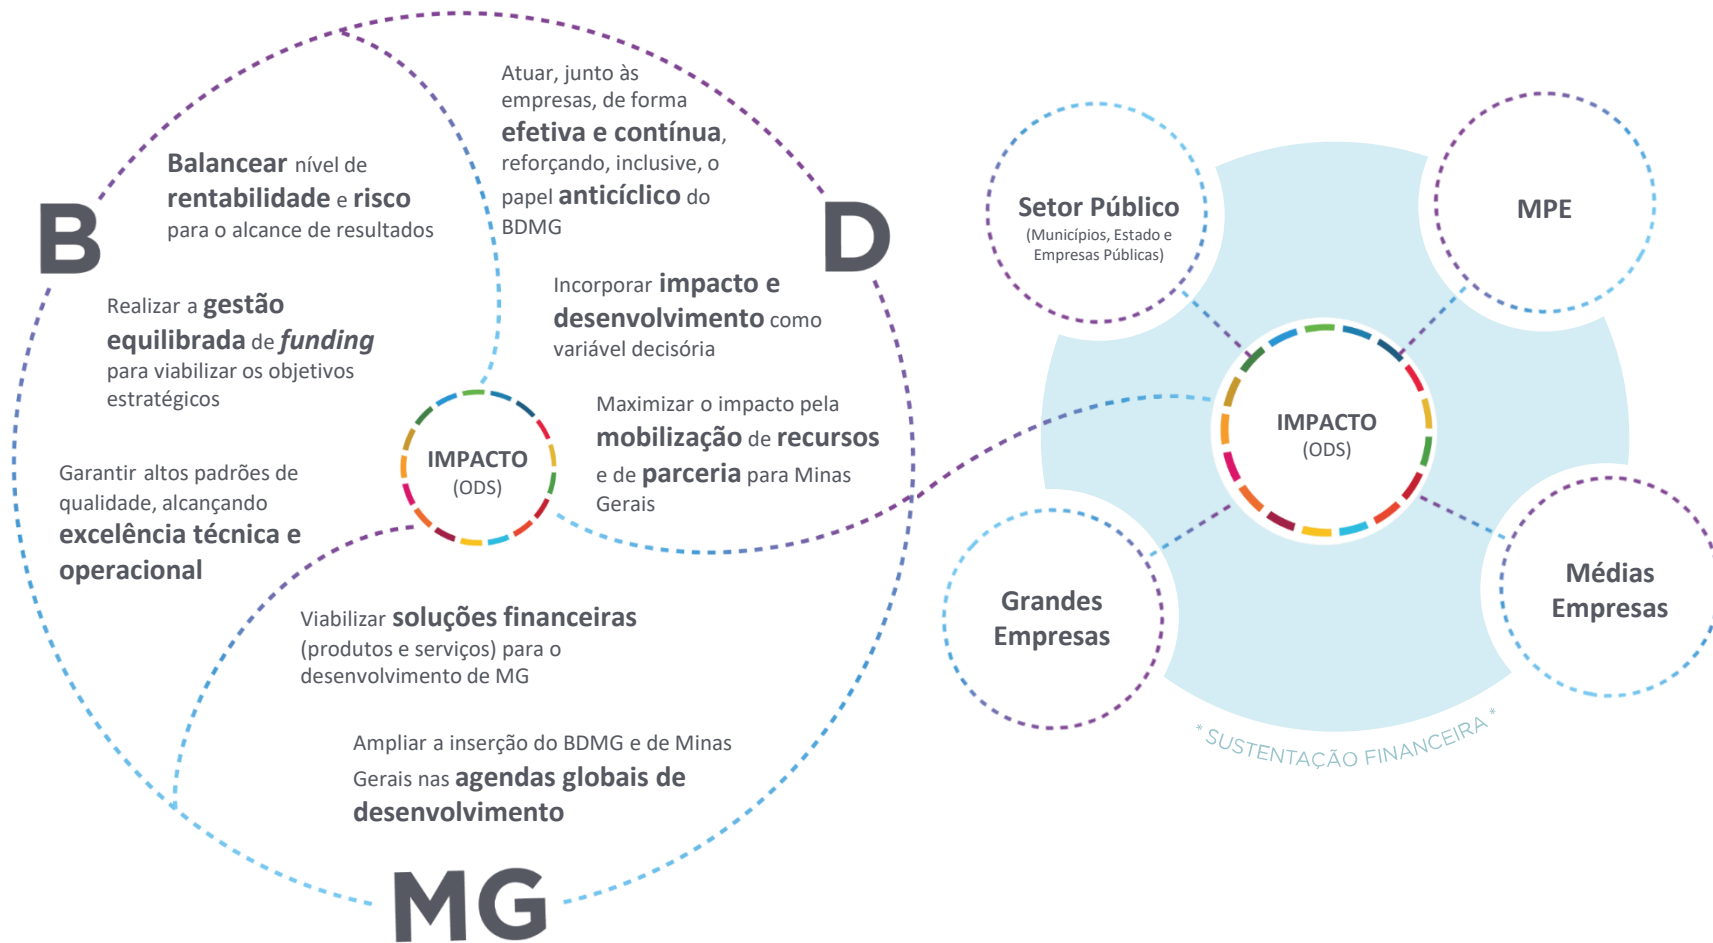 B
Balancear nível de
rentabilidade e risco
para o alcance de resultados
Realizar a gestão
equilibrada de funding
para viabilizar os objetivos
estratégicos
Garantir altos padrões de
qualidade, alcançando
excelência técnica e
operacional
D
Atuar, junto às
empresas, de forma
efetiva e contínua,
reforçando, inclusive, o
papel anticíclico do
BDMG
Incorporar impacto e
desenvolvimento como
variável decisória
Maximizar o impacto pela
mobilização de recursos
e de parceria para Minas
Gerais
IMPACTO
(ODS)
Viabilizar soluções financeiras
(produtos e serviços) para o
desenvolvimento de MG
Ampliar a inserção do BDMG e de Minas
Gerais nas agendas globais de
desenvolvimento
MG
Setor Público
(Municípios, Estado e
Empresas Públicas)
MPE
IMPACTO
(ODS)
Grandes
Empresas
Médias
Empresas
* SUSTENTAÇÃO FINANCEIRA *